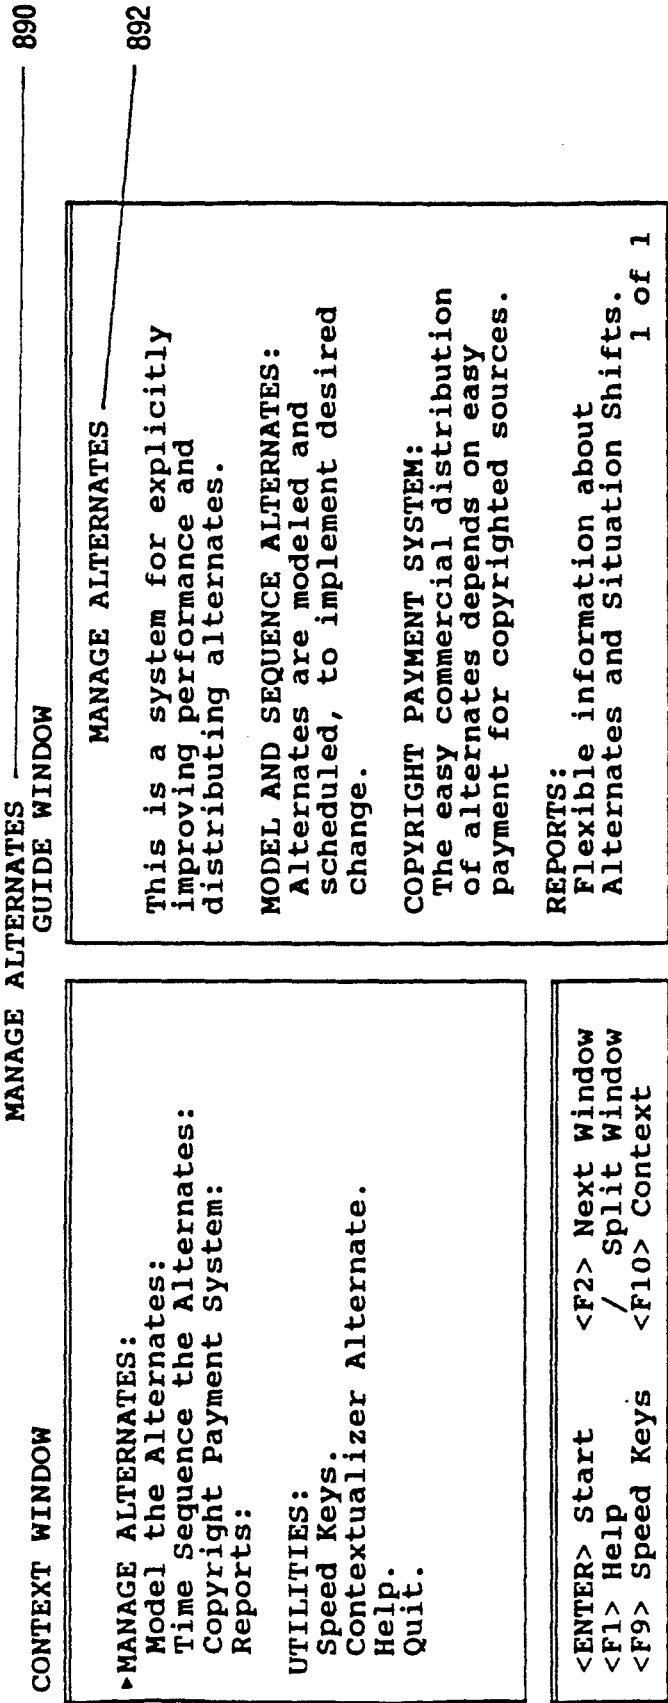 MANAGE ALTERNATES 890
CONTEXT WINDOW
GUIDE WINDOW
▸MANAGE ALTERNATES:
Model the Alternates:
Time Sequence the Alternates:
Copyright Payment System:
Reports:
UTILITIES:
Speed Keys.
Contextualizer Alternate.
Help.
Quit.
<ENTER> Start <F2> Next Window
<F1> Help / Split Window
<F9> Speed Keys <F10> Context
MANAGE ALTERNATES 892
This is a system for explicitly
improving performance and
distributing alternates.
MODEL AND SEQUENCE ALTERNATES:
Alternates are modeled and
scheduled, to implement desired
change.
COPYRIGHT PAYMENT SYSTEM:
The easy commercial distribution
of alternates depends on easy
payment for copyrighted sources.
REPORTS:
Flexible information about
Alternates and Situation Shifts.
1 of 1